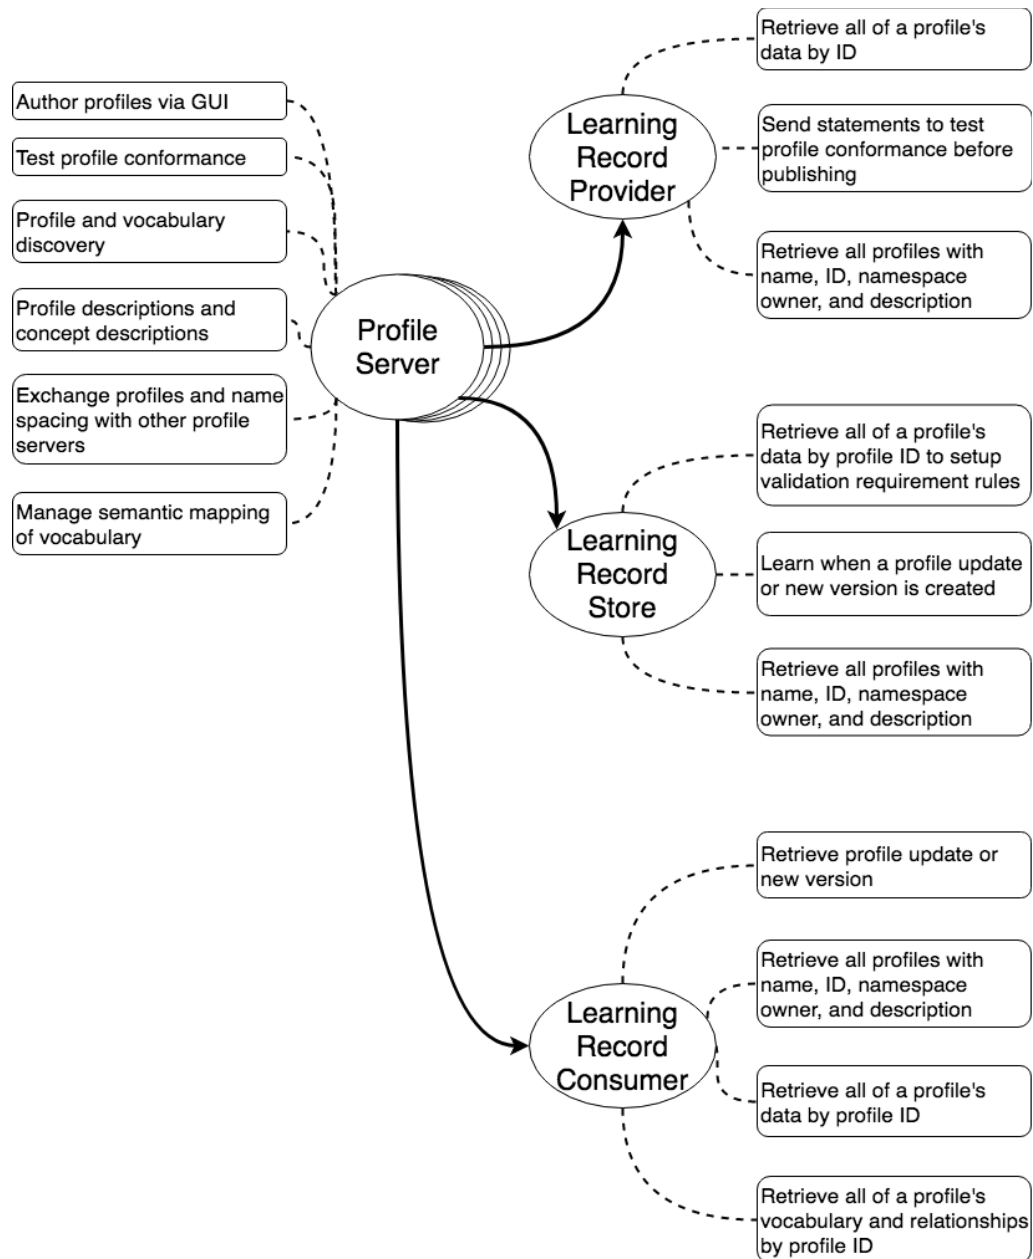 Author profiles via GUI
Test profile conformance
Profile and vocabulary
discovery
Profile descriptions and
concept descriptions
Exchange profiles and name
spacing with other profile
servers
Manage semantic mapping
of vocabulary
Profile
Server
Learning
Record
Provider
Retrieve all of a profile's
data by ID
Send statements to test
profile conformance before
publishing
Retrieve all profiles with
name, ID, namespace
owner, and description
Learning
Record
Store
Retrieve all of a profile's
data by profile ID to setup
validation requirement rules
Learn when a profile update
or new version is created
Retrieve all profiles with
name, ID, namespace
owner, and description
Learning
Record
Consumer
Retrieve profile update or
new version
Retrieve all profiles with
name, ID, namespace
owner, and description
Retrieve all of a profile's
data by profile ID
Retrieve all of a profile's
vocabulary and relationships
by profile ID